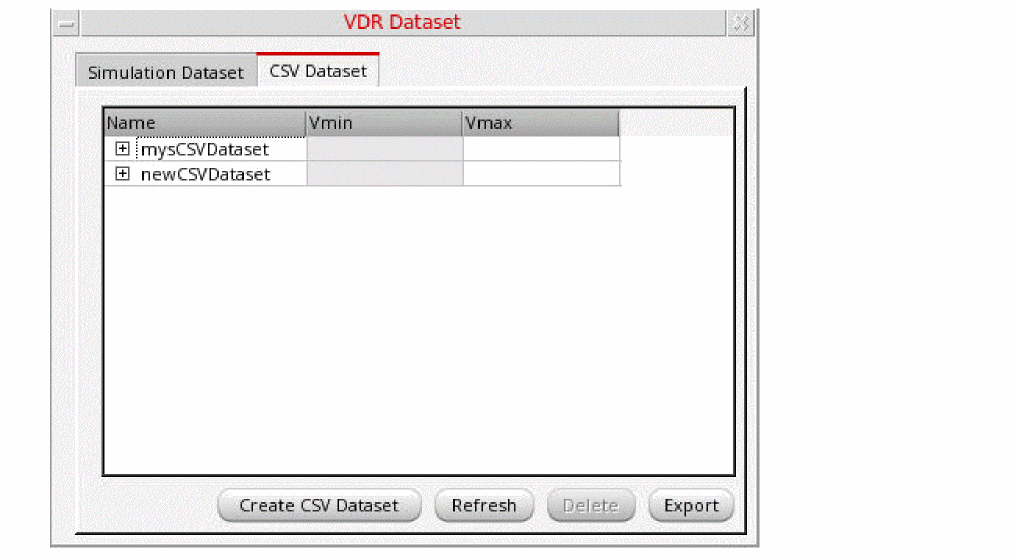 VDR Dataset
Simulation Dataset CSV Dataset
Name Vmin Vmax
mysCSVDataset
newCSVDataset
Create CSV Dataset Refresh Delete Export